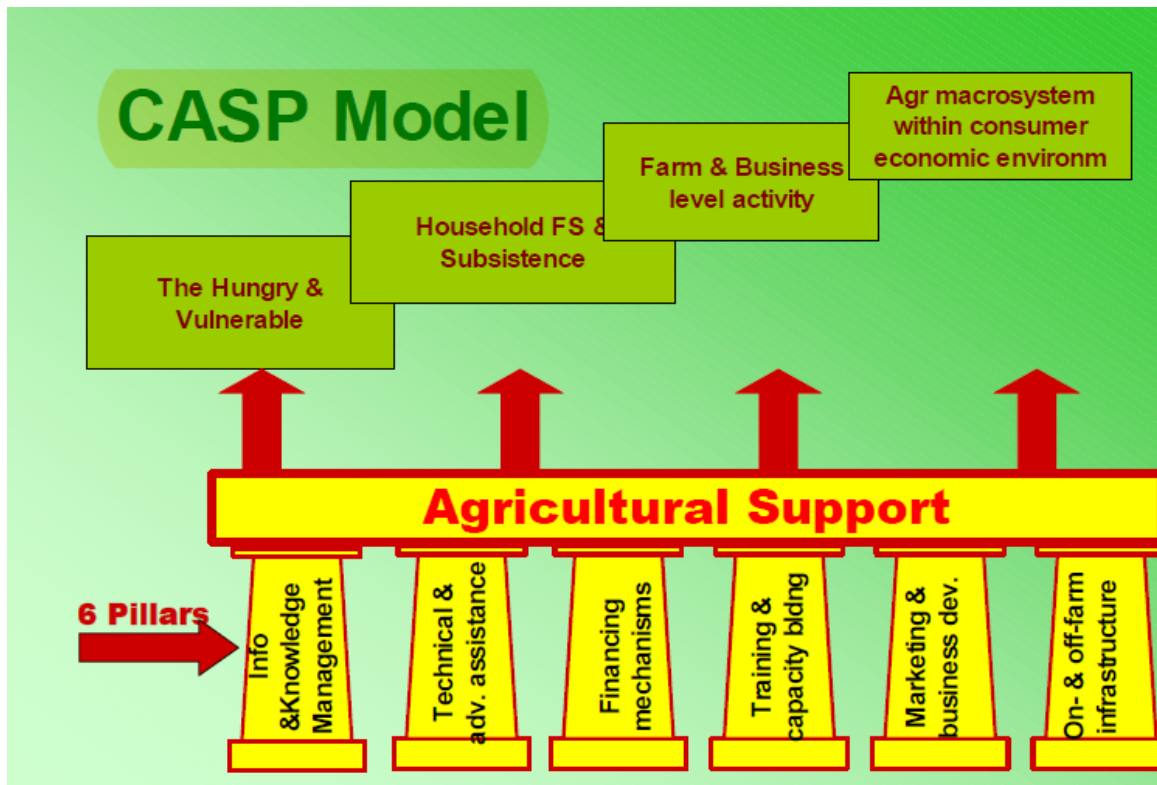 CASP Model
Agr macrosystem
within consumer
economic environm
Farm & Business
level activity
Household FS &
Subsistence
The Hungry &
Vulnerable
Agricultural Support
6 Pillars
Info
&Knowledge
Management
Technical &
adv. assistance
Financing
mechanisms
Training &
capacity bldng
Marketing &
business dev.
On- & off-farm
infrastructure